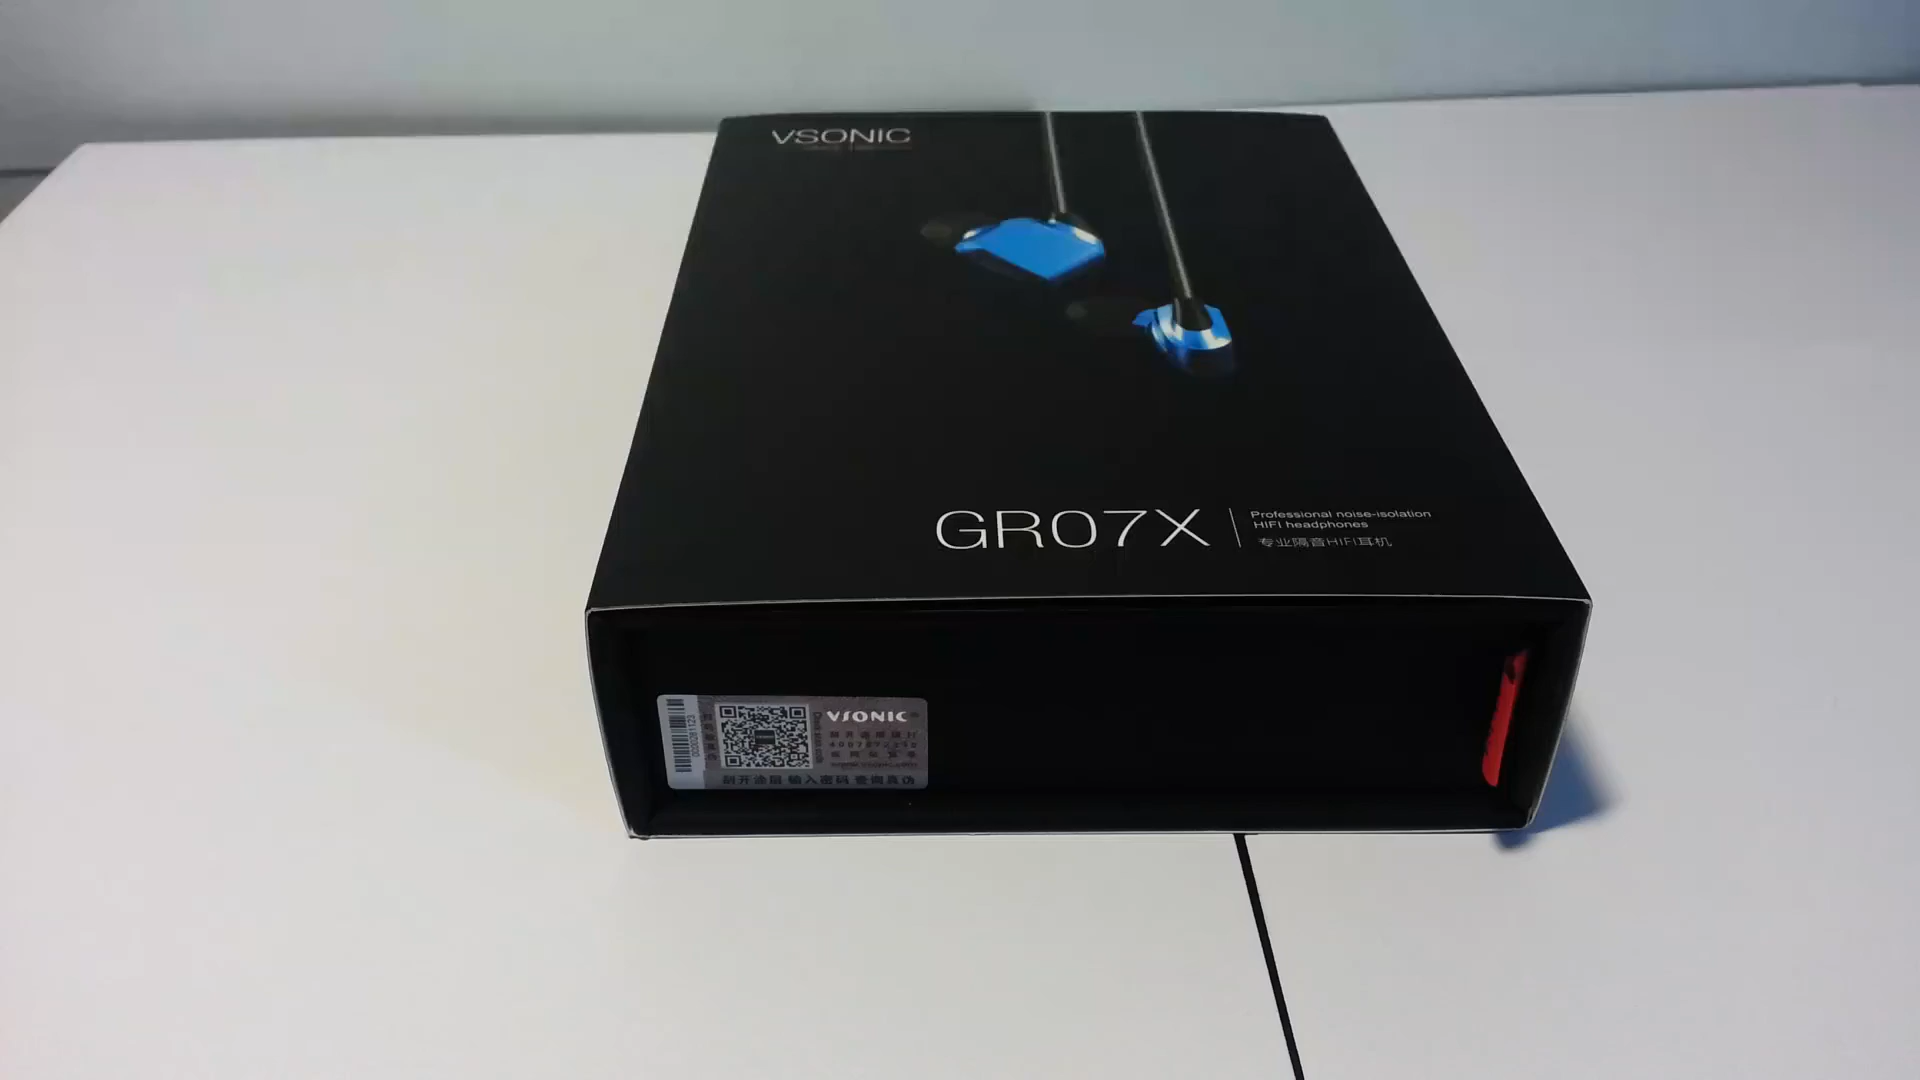 VSONIC
GR07X
Professional noise-isolation
HIFI headphones
专业隔音HIFI耳机
0000281123
VSONIC
刮开涂层 输入密码 查询真伪